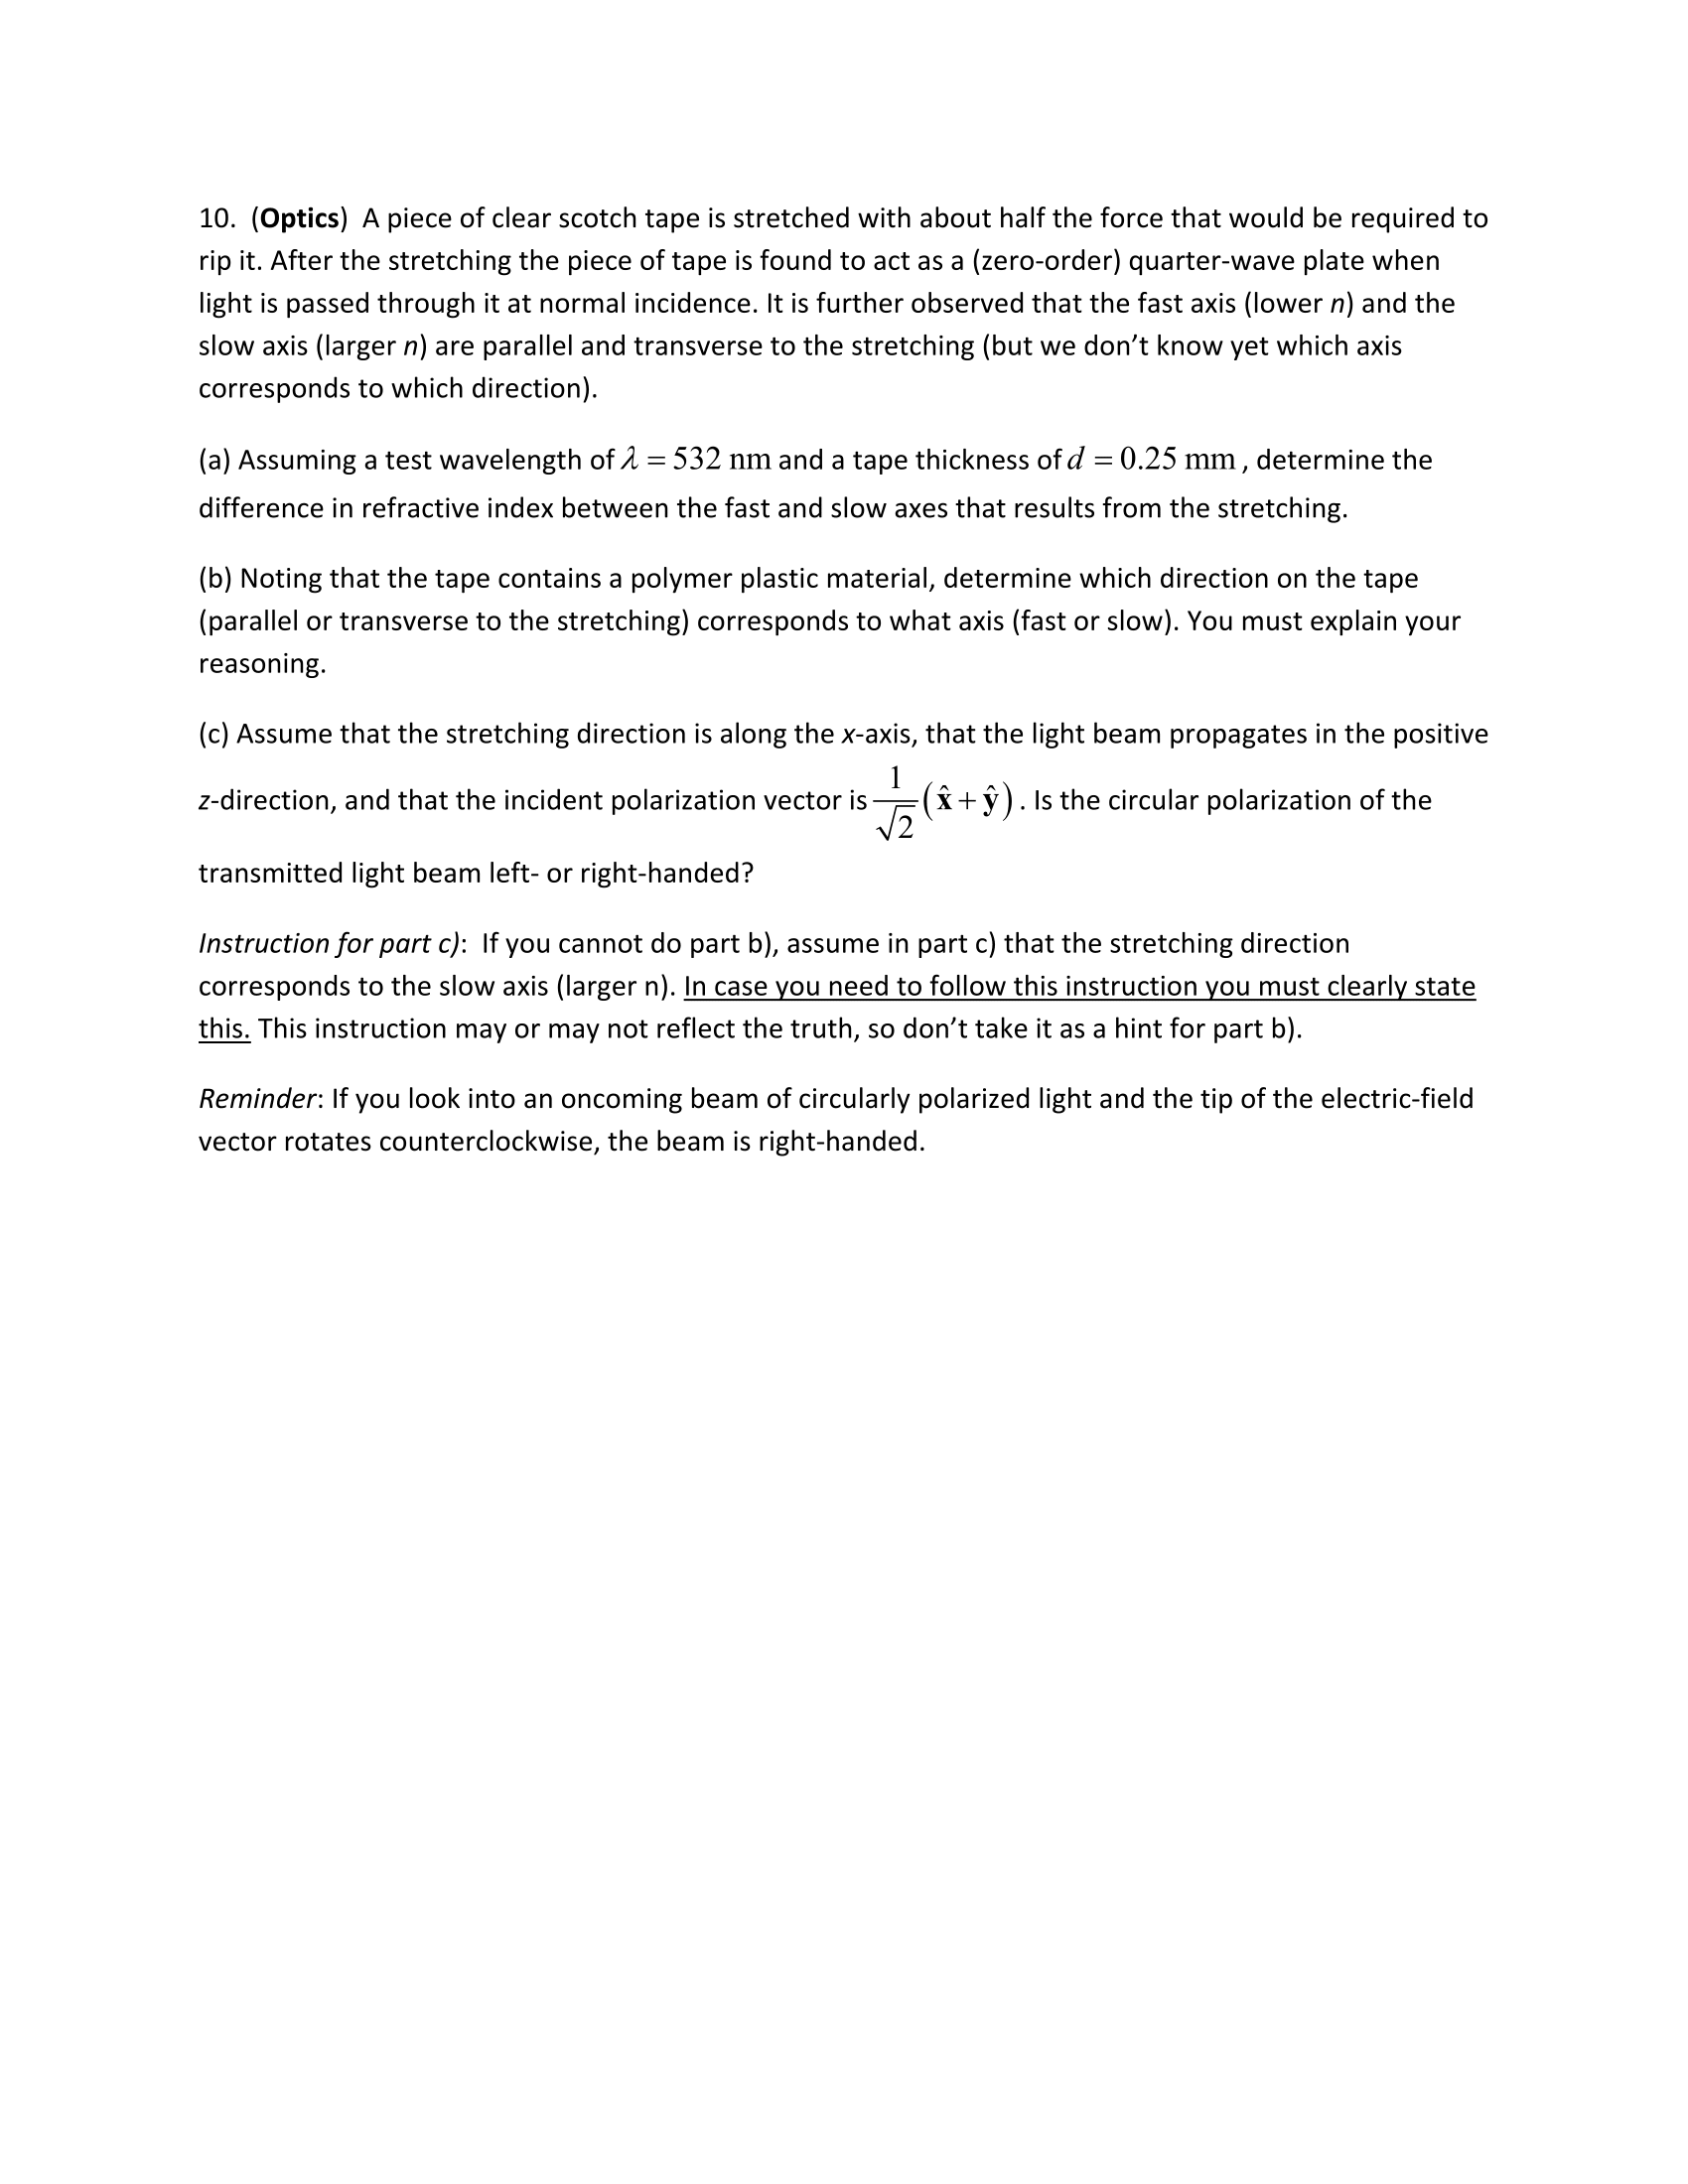 10. (Optics) A piece of clear scotch tape is stretched with about half the force that would be required to
rip it. After the stretching the piece of tape is found to act as a (zero-order) quarter-wave plate when
light is passed through it at normal incidence. It is further observed that the fast axis (lower n) and the
slow axis (larger n) are parallel and transverse to the stretching (but we don’t know yet which axis
corresponds to which direction).
(a) Assuming a test wavelength of λ = 532 nm and a tape thickness of d = 0.25 mm, determine the
difference in refractive index between the fast and slow axes that results from the stretching.
(b) Noting that the tape contains a polymer plastic material, determine which direction on the tape
(parallel or transverse to the stretching) corresponds to what axis (fast or slow). You must explain your
reasoning.
(c) Assume that the stretching direction is along the x-axis, that the light beam propagates in the positive
z-direction, and that the incident polarization vector is 1/√2 (x̂ + ŷ). Is the circular polarization of the
transmitted light beam left- or right-handed?
Instruction for part c): If you cannot do part b), assume in part c) that the stretching direction
corresponds to the slow axis (larger n). In case you need to follow this instruction you must clearly state
this. This instruction may or may not reflect the truth, so don’t take it as a hint for part b).
Reminder: If you look into an oncoming beam of circularly polarized light and the tip of the electric-field
vector rotates counterclockwise, the beam is right-handed.